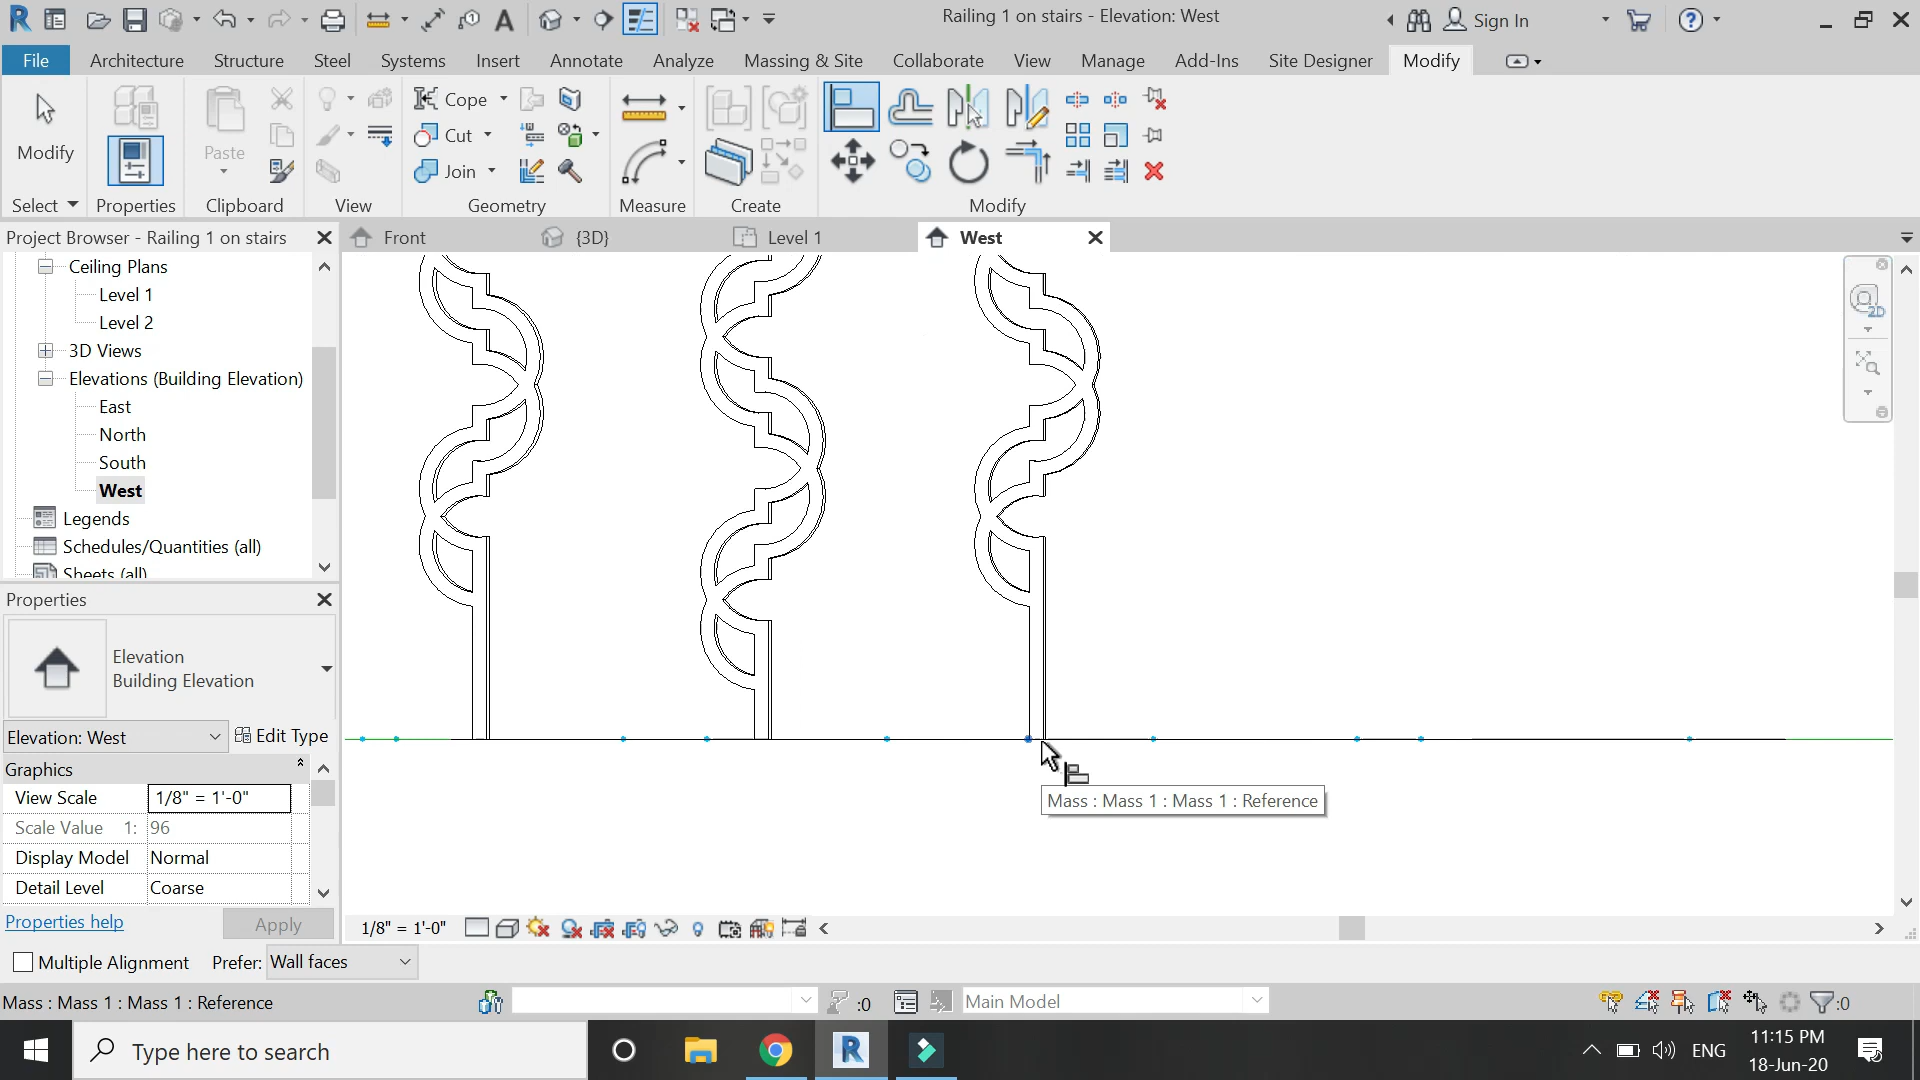 Railing 1 on stairs - Elevation: West
Sign In
File Architecture Structure Steel Systems Insert Annotate Analyze Massing & Site Collaborate View Manage Add-Ins Site Designer Modify
Modify
Paste
Cope
Cut
Join
Select Properties Clipboard View Geometry Measure Create Modify
Project Browser - Railing 1 on stairs
Front {3D} Level 1 West
Ceiling Plans
Level 1
Level 2
3D Views
Elevations (Building Elevation)
East
North
South
West
Legends
Schedules/Quantities (all)
Sheets (all)
2D
Properties
Elevation
Building Elevation
Elevation: West
Edit Type
Graphics
View Scale 1/8" = 1'-0"
Scale Value 1: 96
Display Model Normal
Detail Level Coarse
Properties help
Apply
Mass : Mass 1 : Mass 1 : Reference
1/8" = 1'-0"
Multiple Alignment Prefer: Wall faces
Mass : Mass 1 : Mass 1 : Reference
:0
Main Model
:0
Type here to search
ENG
11:15 PM
18-Jun-20